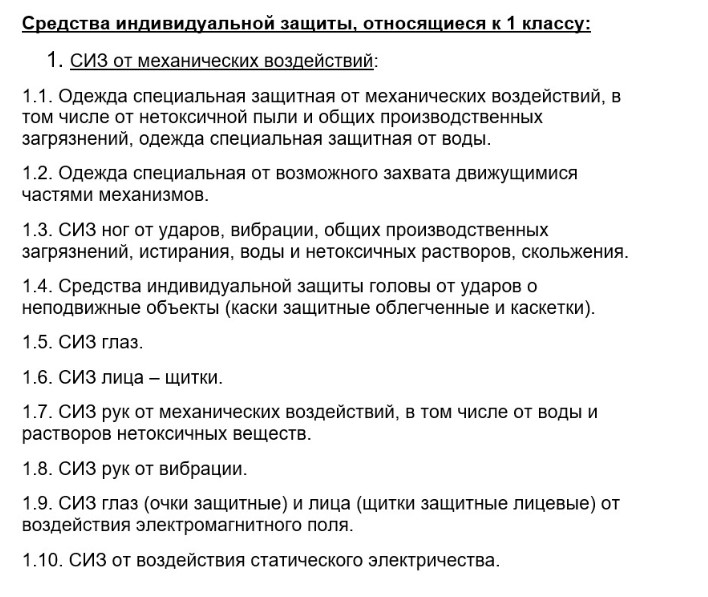 Средства индивидуальной защиты, относящиеся к 1 классу:
1. СИЗ от механических воздействий:
1.1. Одежда специальная защитная от механических воздействий, в
том числе от нетоксичной пыли и общих производственных
загрязнений, одежда специальная защитная от воды.
1.2. Одежда специальная от возможного захвата движущимися
частями механизмов.
1.3. СИЗ ног от ударов, вибрации, общих производственных
загрязнений, истирания, воды и нетоксичных растворов, скольжения.
1.4. Средства индивидуальной защиты головы от ударов о
неподвижные объекты (каски защитные облегченные и каскетки).
1.5. СИЗ глаз.
1.6. СИЗ лица – щитки.
1.7. СИЗ рук от механических воздействий, в том числе от воды и
растворов нетоксичных веществ.
1.8. СИЗ рук от вибрации.
1.9. СИЗ глаз (очки защитные) и лица (щитки защитные лицевые) от
воздействия электромагнитного поля.
1.10. СИЗ от воздействия статического электричества.